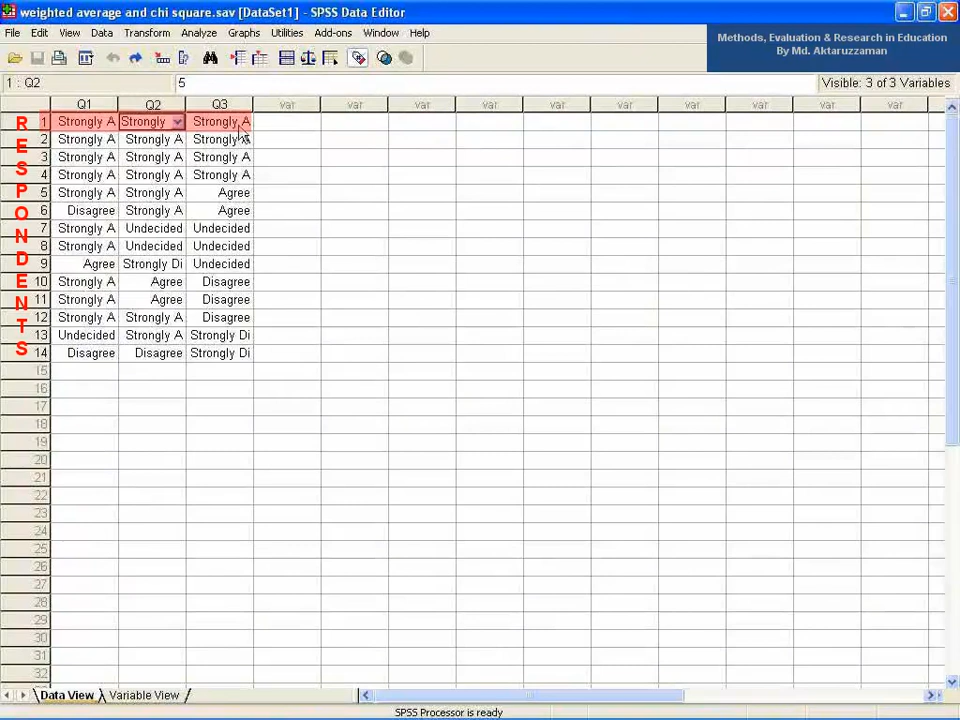 weighted average and chi square.sav [DataSet1] - SPSS Data Editor
File Edit View Data Transform Analyze Graphs Utilities Add-ons Window Help
Methods, Evaluation & Research in Education
By Md. Aktaruzzaman
1 : Q2 5 Visible: 3 of 3 Variables
Q1 Q2 Q3 var var var var var var var var var var
RESPONDENTS
1 Strongly A Strongly Strongly A
2 Strongly A Strongly A Strongly A
3 Strongly A Strongly A Strongly A
4 Strongly A Strongly A Strongly A
5 Strongly A Strongly A Agree
6 Disagree Strongly A Agree
7 Strongly A Undecided Undecided
8 Strongly A Undecided Undecided
9 Agree Strongly Di Undecided
10 Strongly A Agree Disagree
11 Strongly A Agree Disagree
12 Strongly A Strongly A Disagree
13 Undecided Strongly A Strongly Di
14 Disagree Disagree Strongly Di
15
16
17
18
19
20
21
22
23
24
25
26
27
28
29
30
31
32
Data View Variable View
SPSS Processor is ready